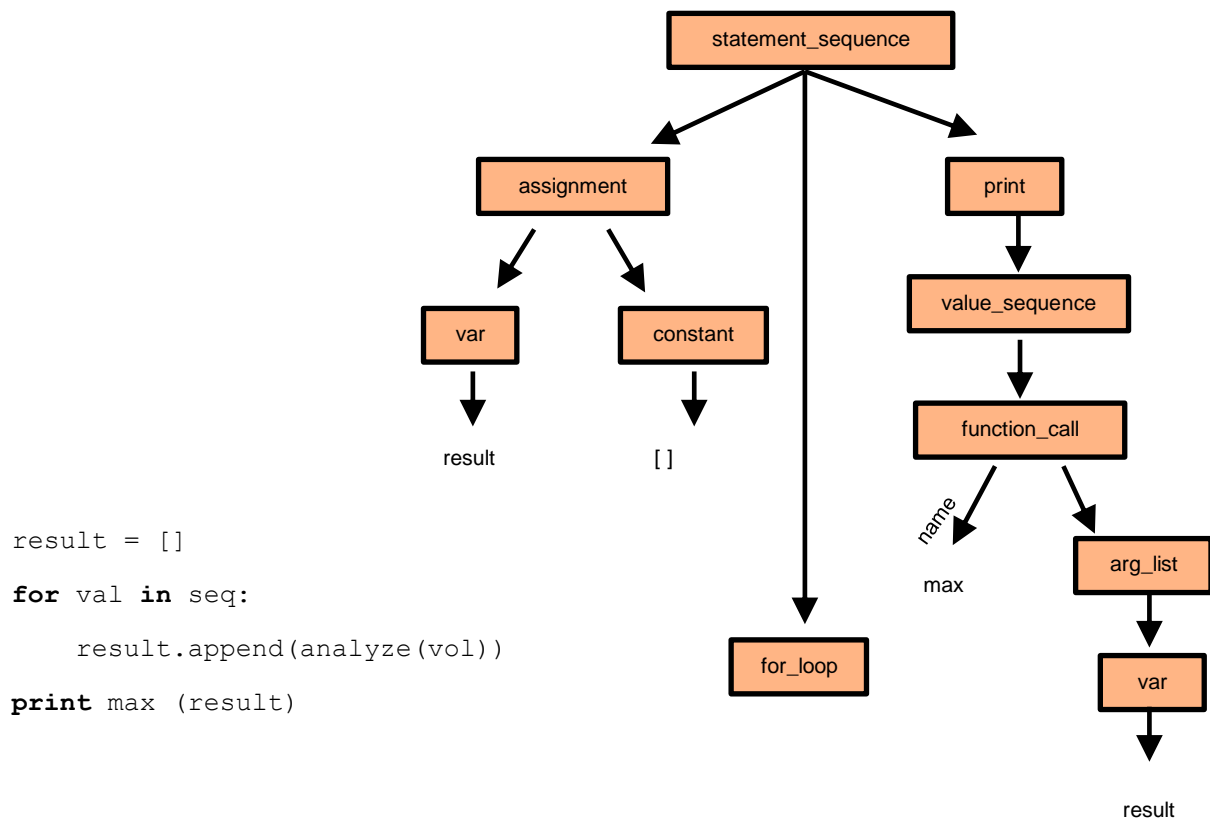 statement_sequence
assignment
print
var
constant
value_sequence
function_call
result
[ ]
name
max
arg_list
for_loop
var
result
result = []
for val in seq:
    result.append(analyze(vol))
print max (result)